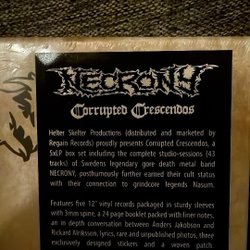 NECRONY
Corrupted Crescendos
Helter Skelter Productions (distributed and marketed by
Regain Records) proudly presents Corrupted Crescendos, a
5xLP box set including the complete studio-sessions (43
tracks) of Swedens legendary gore death metal band
NECRONY, posthumously further earned their cult status
with their connection to grindcore legends Nasum.
Features five 12" vinyl records packaged in sturdy sleeves
with 3mm spine, a 24 page booklet packed with liner notes,
an in depth conversation between Anders Jakobson and
Rickard Alriksson, lyrics, rare and unpublished photos, three
exclusively designed stickers and a woven patch